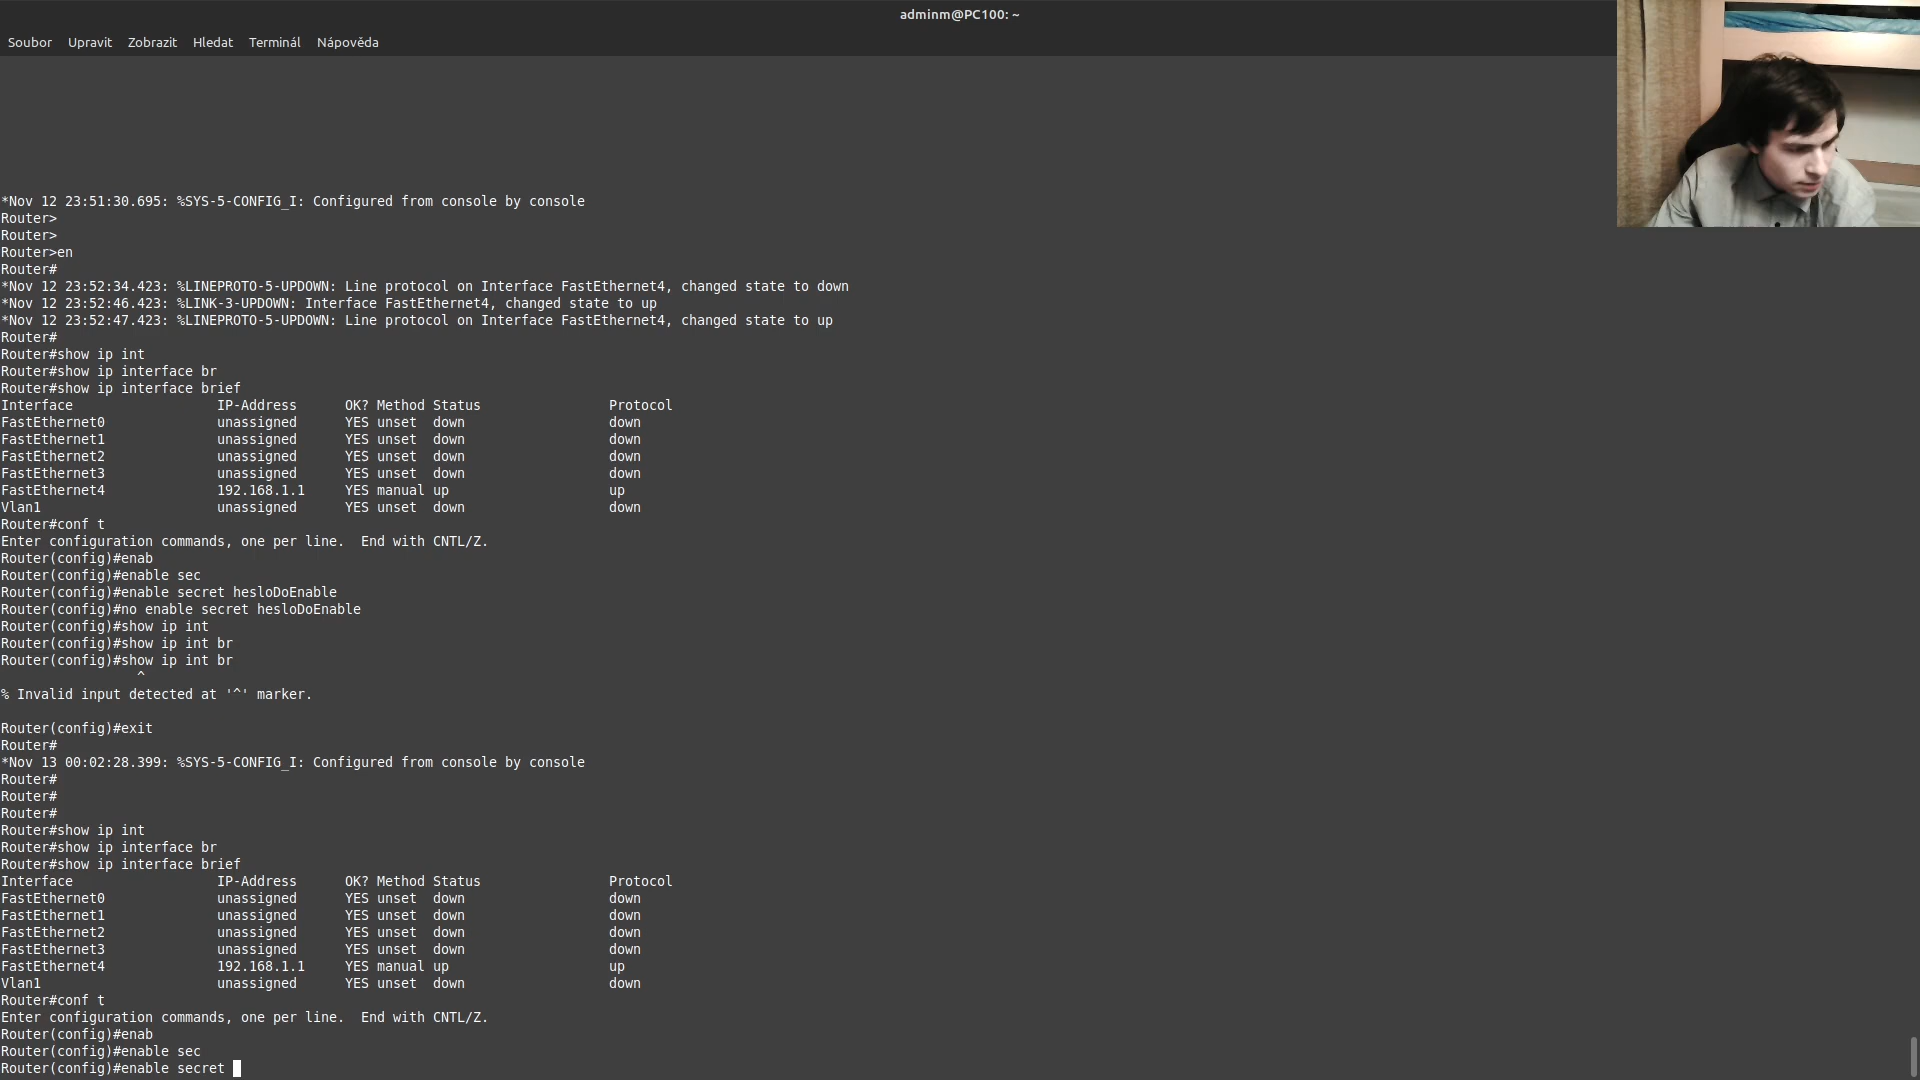 adminm@PC100: ~
Soubor Upravit Zobrazit Hledat Terminál Nápověda
*Nov 12 23:51:30.695: %SYS-5-CONFIG_I: Configured from console by console
Router>
Router>
Router>en
Router#
*Nov 12 23:52:34.423: %LINEPROTO-5-UPDOWN: Line protocol on Interface FastEthernet4, changed state to down
*Nov 12 23:52:46.423: %LINK-3-UPDOWN: Interface FastEthernet4, changed state to up
*Nov 12 23:52:47.423: %LINEPROTO-5-UPDOWN: Line protocol on Interface FastEthernet4, changed state to up
Router#
Router#show ip int
Router#show ip interface br
Router#show ip interface brief
Interface                  IP-Address      OK? Method Status                Protocol
FastEthernet0              unassigned      YES unset  down                  down
FastEthernet1              unassigned      YES unset  down                  down
FastEthernet2              unassigned      YES unset  down                  down
FastEthernet3              unassigned      YES unset  down                  down
FastEthernet4              192.168.1.1     YES manual up                    up
Vlan1                      unassigned      YES unset  down                  down
Router#conf t
Enter configuration commands, one per line.  End with CNTL/Z.
Router(config)#enab
Router(config)#enable sec
Router(config)#enable secret hesloDoEnable
Router(config)#no enable secret hesloDoEnable
Router(config)#show ip int
Router(config)#show ip int br
Router(config)#show ip int br
                 ^
% Invalid input detected at '^' marker.
Router(config)#exit
Router#
*Nov 13 00:02:28.399: %SYS-5-CONFIG_I: Configured from console by console
Router#
Router#
Router#
Router#show ip int
Router#show ip interface br
Router#show ip interface brief
Interface                  IP-Address      OK? Method Status                Protocol
FastEthernet0              unassigned      YES unset  down                  down
FastEthernet1              unassigned      YES unset  down                  down
FastEthernet2              unassigned      YES unset  down                  down
FastEthernet3              unassigned      YES unset  down                  down
FastEthernet4              192.168.1.1     YES manual up                    up
Vlan1                      unassigned      YES unset  down                  down
Router#conf t
Enter configuration commands, one per line.  End with CNTL/Z.
Router(config)#enab
Router(config)#enable sec
Router(config)#enable secret